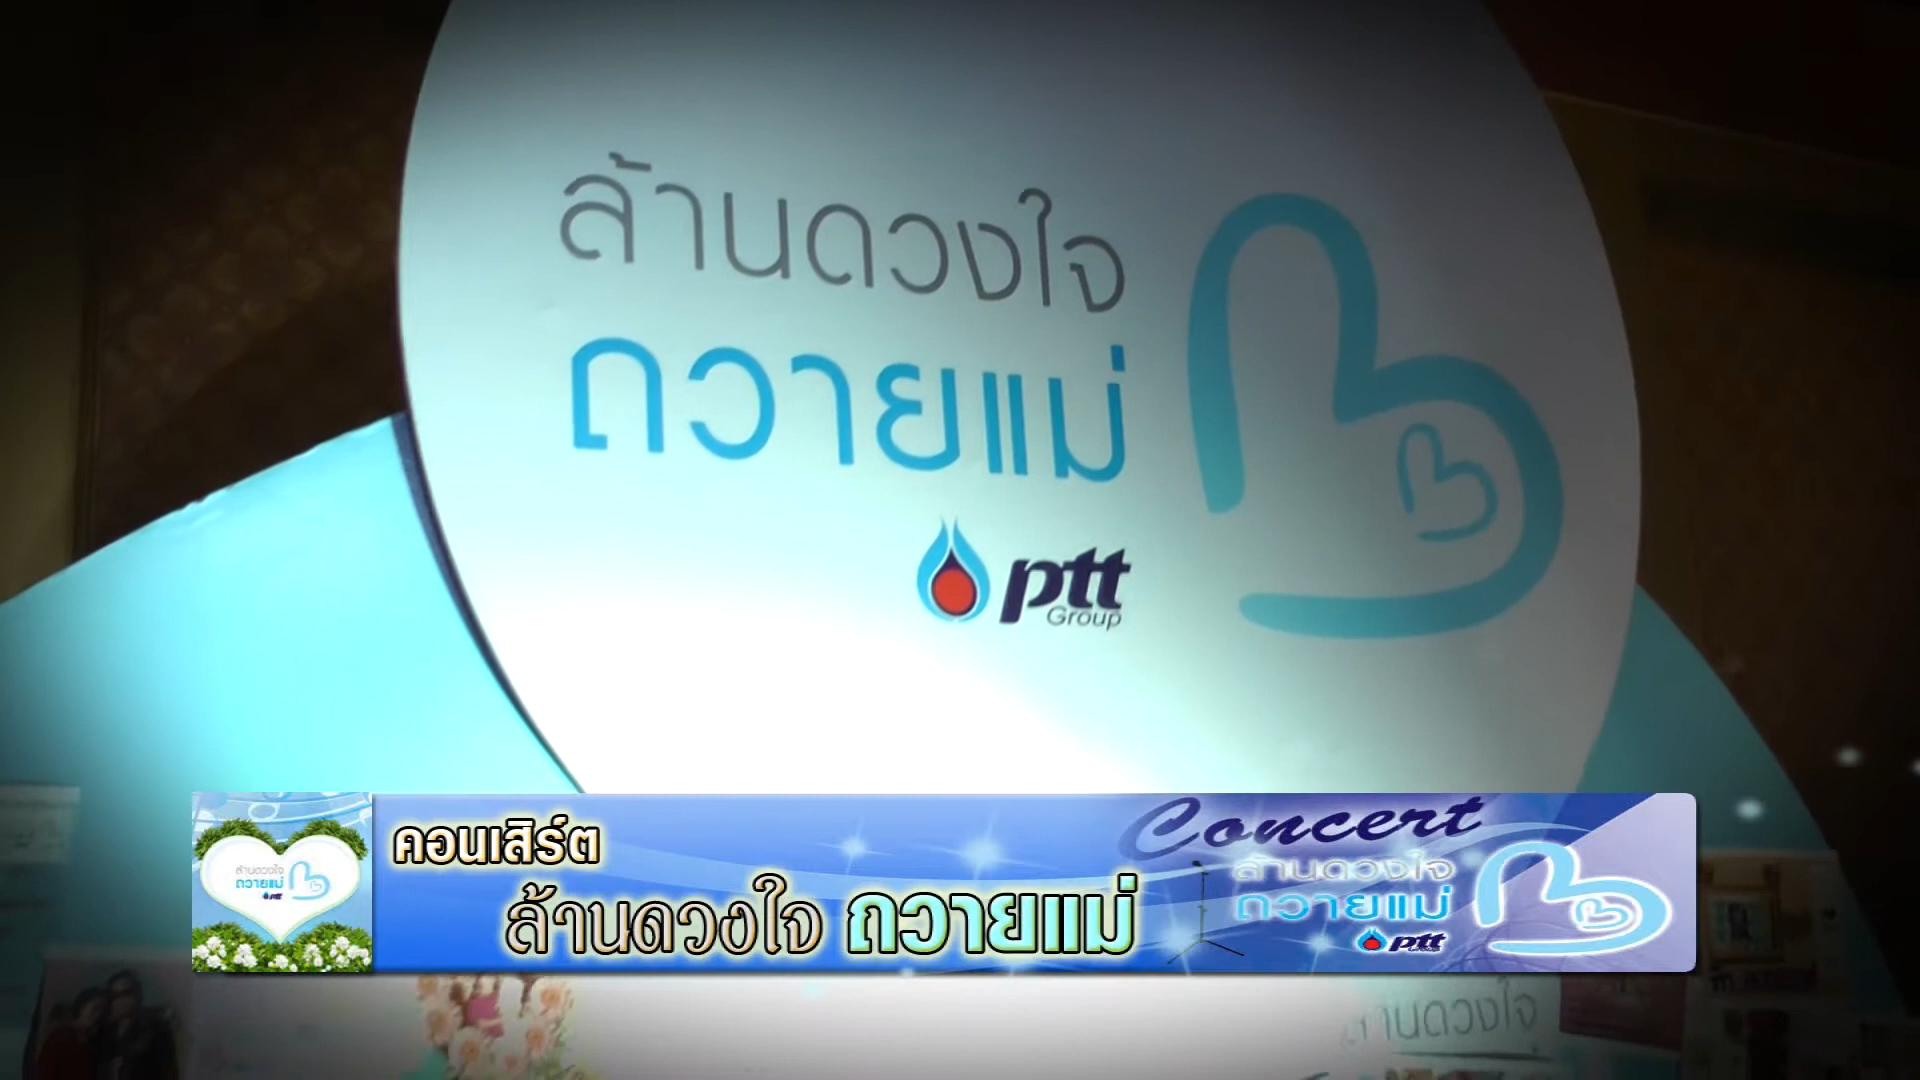 ล้านดวงใจ
ถวายแม่
ptt
Group
คอนเสิร์ต
ล้านดวงใจ ถวายแม่
Concert
ล้านดวงใจ
ถวายแม่
ptt
ล้านดวงใจ
ถวายแม่
ptt
ล้านดวงใจ